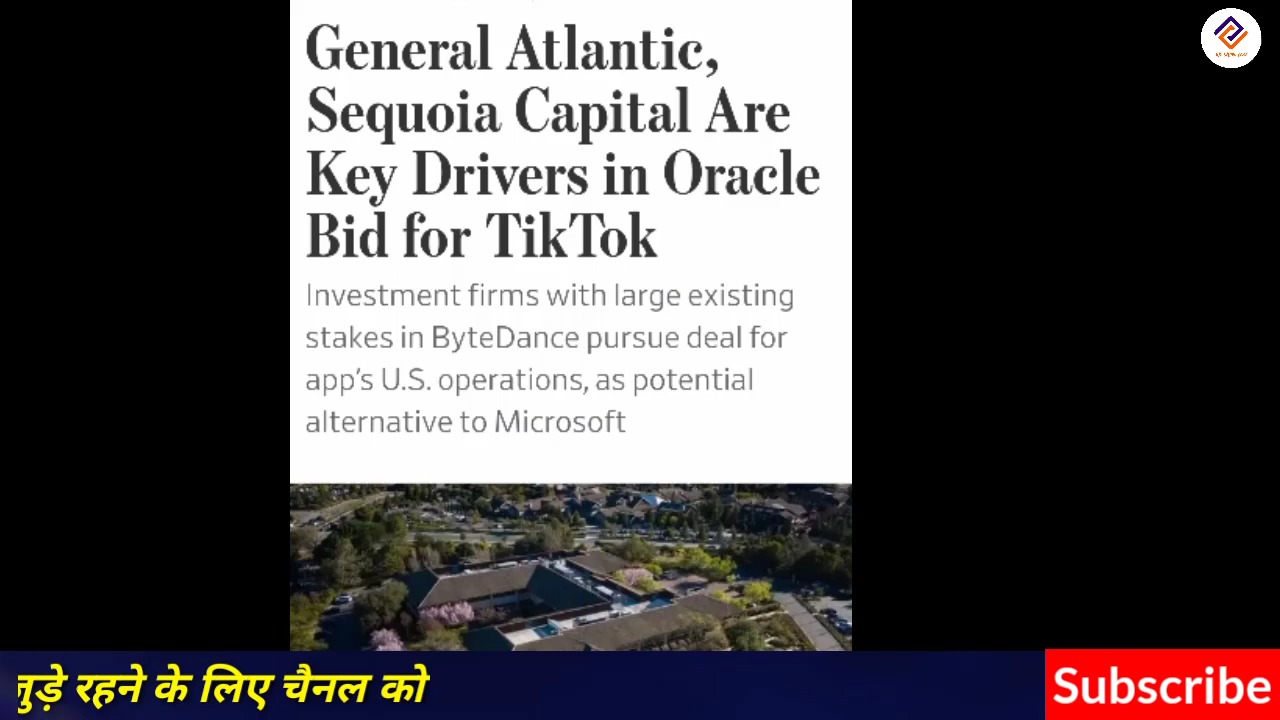 General Atlantic,
Sequoia Capital Are
Key Drivers in Oracle
Bid for TikTok
Investment firms with large existing
stakes in ByteDance pursue deal for
app's U.S. operations, as potential
alternative to Microsoft
रहने के लिए चैनल को
Subscribe